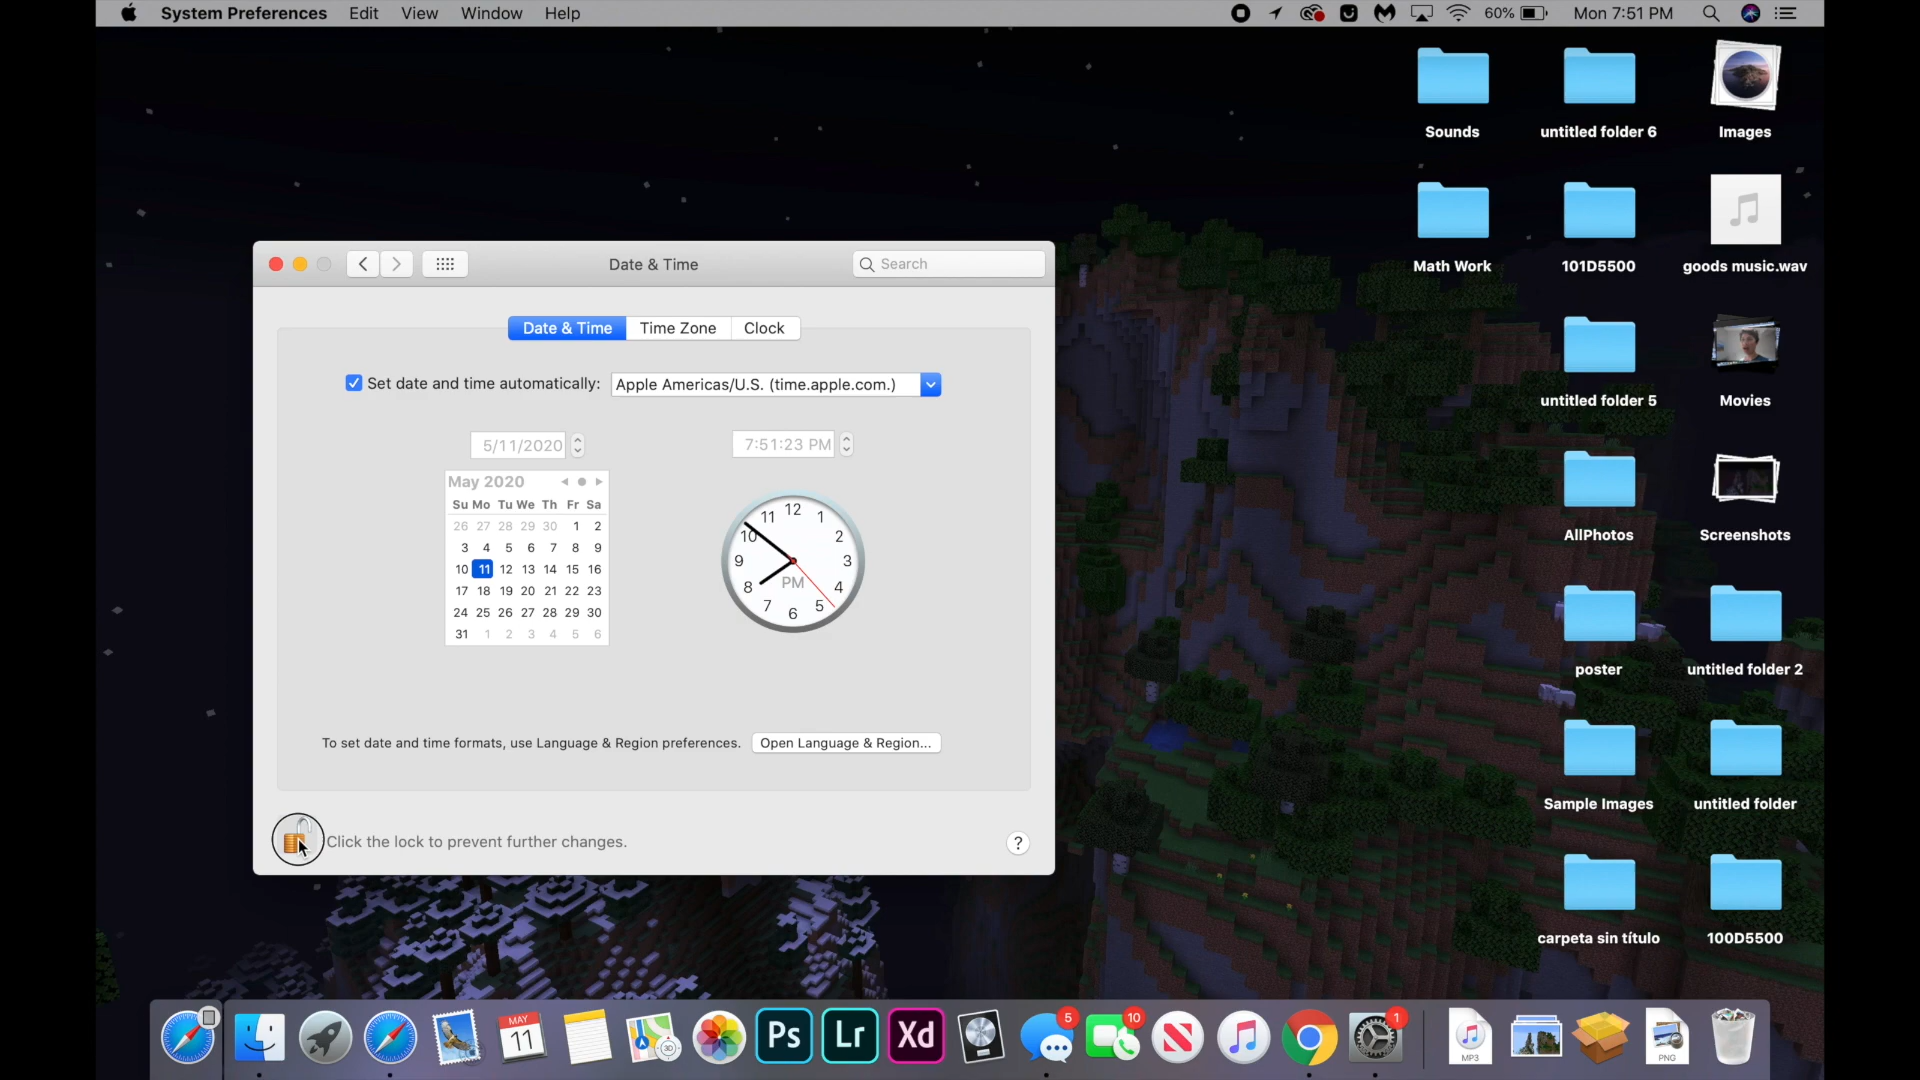 System Preferences Edit View Window Help 60% Mon 7:51 PM
Sounds untitled folder 6 Images
Math Work 101D5500 goods music.wav
untitled folder 5 Movies
AllPhotos Screenshots
poster untitled folder 2
Sample Images untitled folder
carpeta sin título 100D5500
Date & Time Search
Date & Time Time Zone Clock
Set date and time automatically: Apple Americas/U.S. (time.apple.com.)
5/11/2020 7:51:23 PM
May 2020
Su Mo Tu We Th Fr Sa
26 27 28 29 30 1 2
3 4 5 6 7 8 9
10 11 12 13 14 15 16
17 18 19 20 21 22 23
24 25 26 27 28 29 30
31 1 2 3 4 5 6
12 1 2 3 4 5 6 7 8 9 10 11
PM
To set date and time formats, use Language & Region preferences. Open Language & Region...
Click the lock to prevent further changes. ?
MAY
11
Ps Lr Xd
5 10 1
MP3 PNG